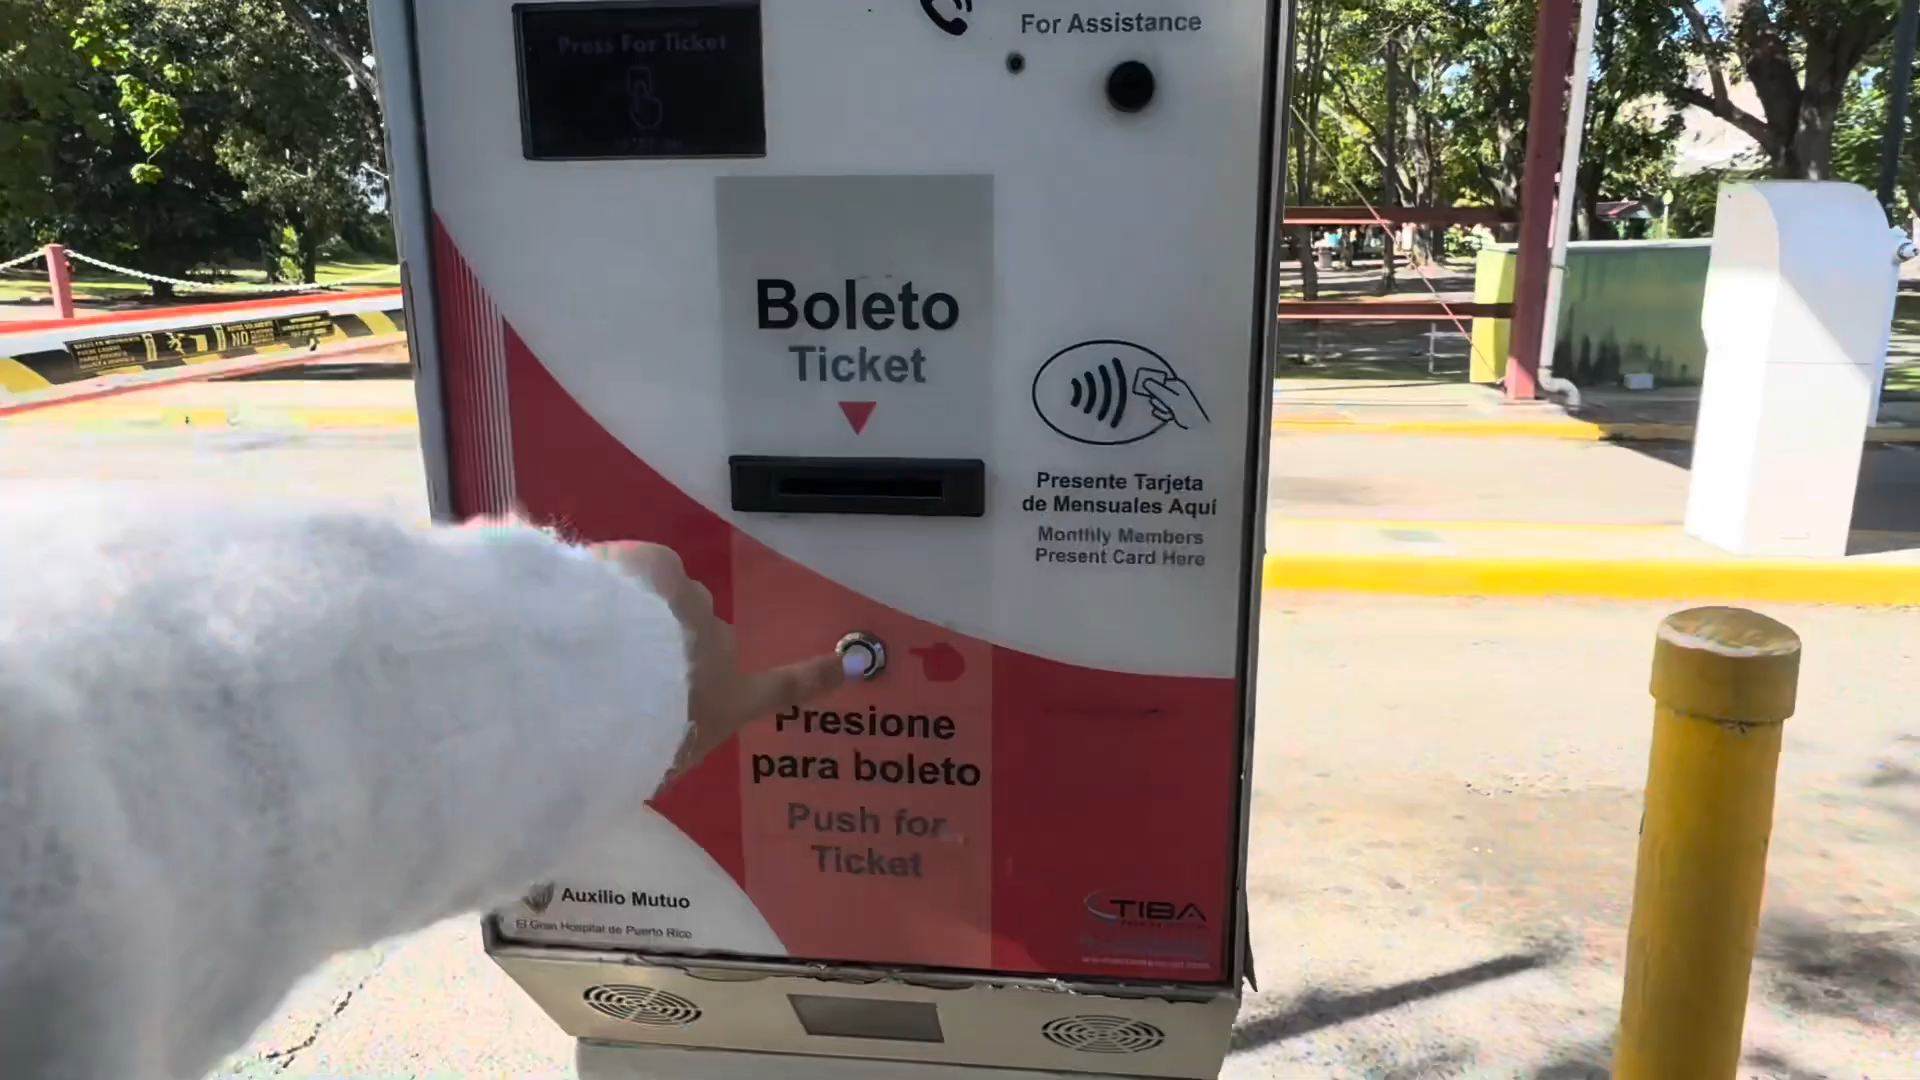 Press For Ticket
For Assistance
Boleto
Ticket
Presente Tarjeta
de Mensuales Aquí
Monthly Members
Present Card Here
NO
Presione
para boleto
Push for
Ticket
Auxilio Mutuo
El Gran Hospital de Puerto Rico
TIBA